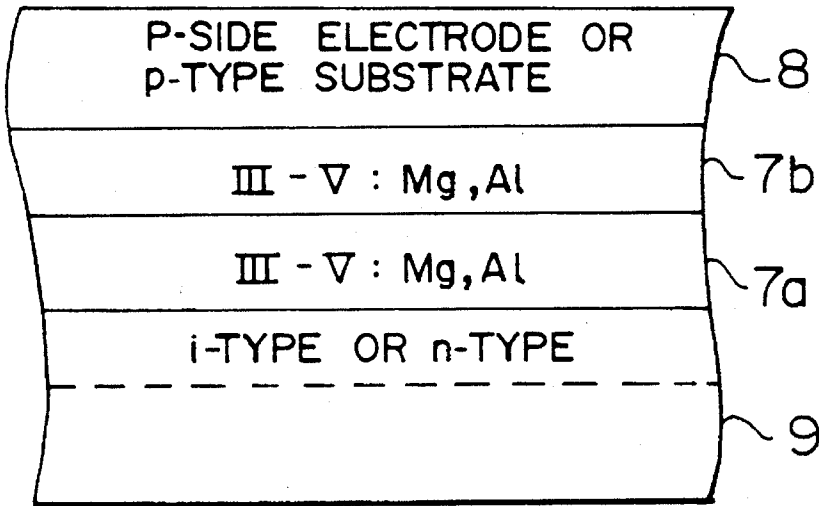 P-SIDE ELECTRODE OR
p-TYPE SUBSTRATE
8
III - V : Mg, Al
7b
III - V : Mg, Al
7a
i-TYPE OR n-TYPE
9